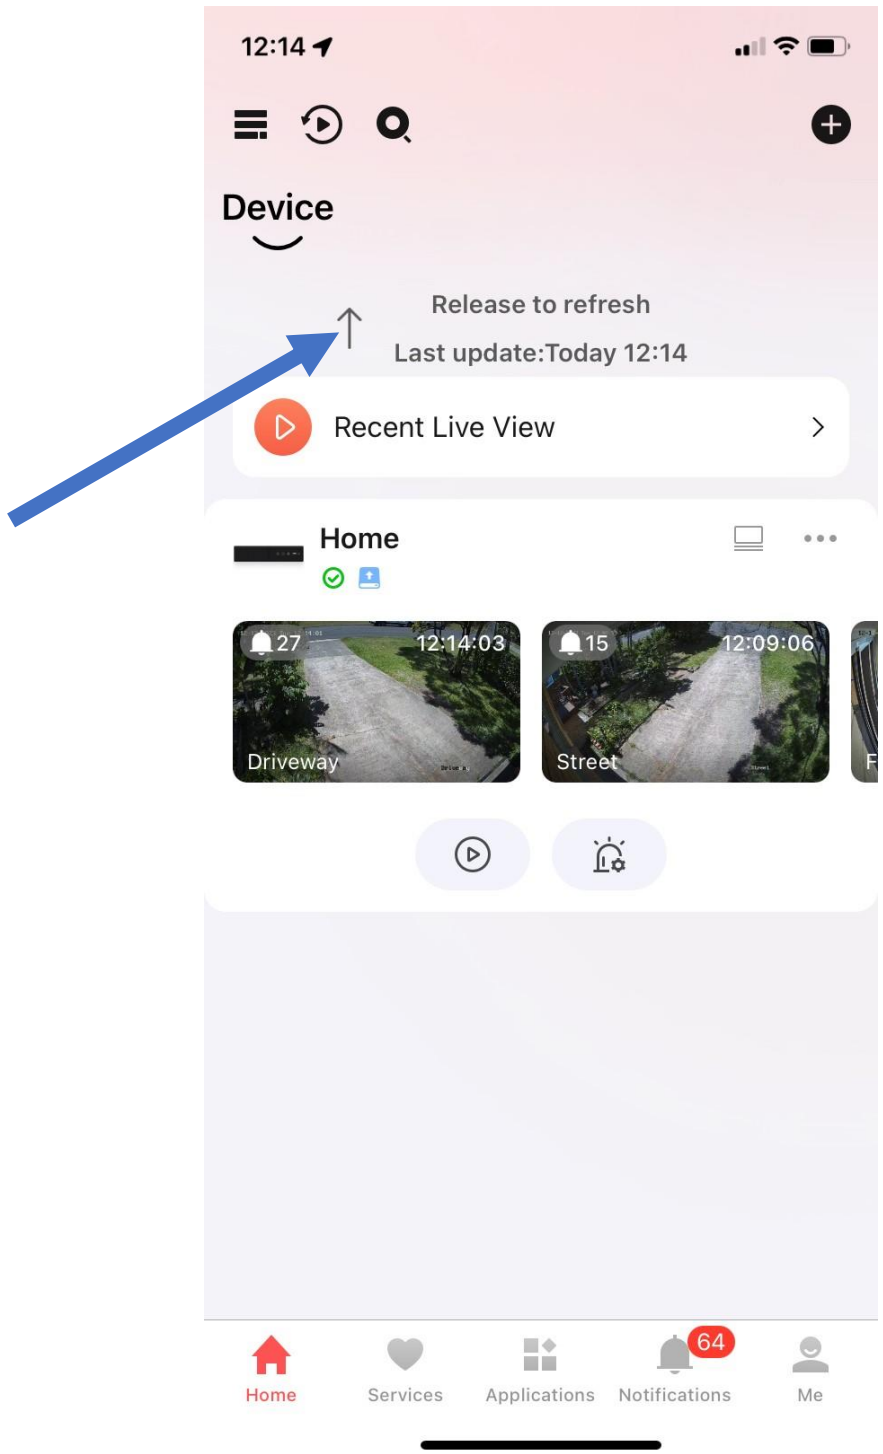 12:14
Device
Release to refresh
Last update:Today 12:14
Recent Live View
Home
27
12:14:03
15
12:09:06
Driveway
Street
F
64
Home
Services
Applications
Notifications
Me